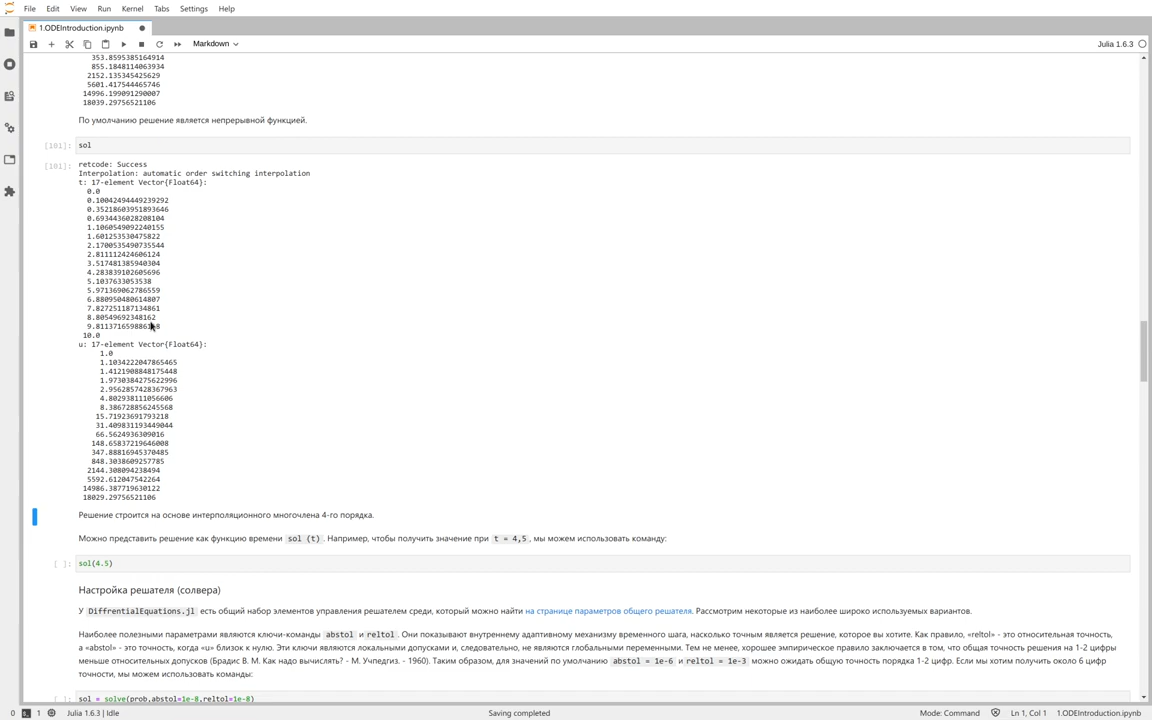 File Edit View Run Kernel Tabs Settings Help
1.ODEIntroduction.ipynb
Markdown
Julia 1.6.3
353.8595385164914
855.1848114063934
2152.135345425629
5601.417544465746
14996.199091290007
18039.29756521106
По умолчанию решение является непрерывной функцией.
[101]: sol
[101]: retcode: Success
Interpolation: automatic order switching interpolation
t: 17-element Vector{Float64}:
0.0
0.10042494449239292
0.35218603951893646
0.6934436028208104
1.1060549092240155
1.601253530475822
2.1700535490735544
2.811112424606124
3.517481385940304
4.283839102605696
5.1037633053538
5.971369062786559
6.880950480614807
7.827251187134861
8.80549692348162
10.0
u: 17-element Vector{Float64}:
1.0
1.1034222047865465
1.4121908848175448
1.9730384275622996
2.9562857428367963
4.802938111056606
8.386728856245568
15.71923691793218
31.409831193449044
66.5624936309016
148.65837219646008
347.88816945370485
848.3038609257785
2144.308094238494
5592.612047542264
14986.387719630122
18029.29756521106
Решение строится на основе интерполяционного многочлена 4-го порядка.
Можно представить решение как функцию времени sol (t). Например, чтобы получить значение при t = 4,5, мы можем использовать команду:
[ ]: sol(4.5)
Настройка решателя (солвера)
У DiffrentialEquations.jl есть общий набор элементов управления решателем среди, который можно найти на странице параметров общего решателя. Рассмотрим некоторые из наиболее широко используемых вариантов.
Наиболее полезными параметрами являются ключи-команды abstol и reltol. Они показывают внутреннему адаптивному механизму временного шага, насколько точным является решение, которое вы хотите. Как правило, «reltol» - это относительная точность,
а «abstol» - это точность, когда «u» близок к нулю. Эти ключи являются локальными допусками и, следовательно, не являются глобальными переменными. Тем не менее, хорошее эмпирическое правило заключается в том, что общая точность решения на 1-2 цифры
меньше относительных допусков (Брадис В. М. Как надо вычислять? - М. Учпедгиз. - 1960). Таким образом, для значений по умолчанию abstol = 1e-6 и reltol = 1e-3 можно ожидать общую точность порядка 1-2 цифр. Если мы хотим получить около 6 цифр
точности, мы можем использовать команды:
[ ]: sol = solve(prob,abstol=1e-8,reltol=1e-8)
0 1 Julia 1.6.3 | Idle
Saving completed
Mode: Command Ln 1, Col 1 1.ODEIntroduction.ipynb